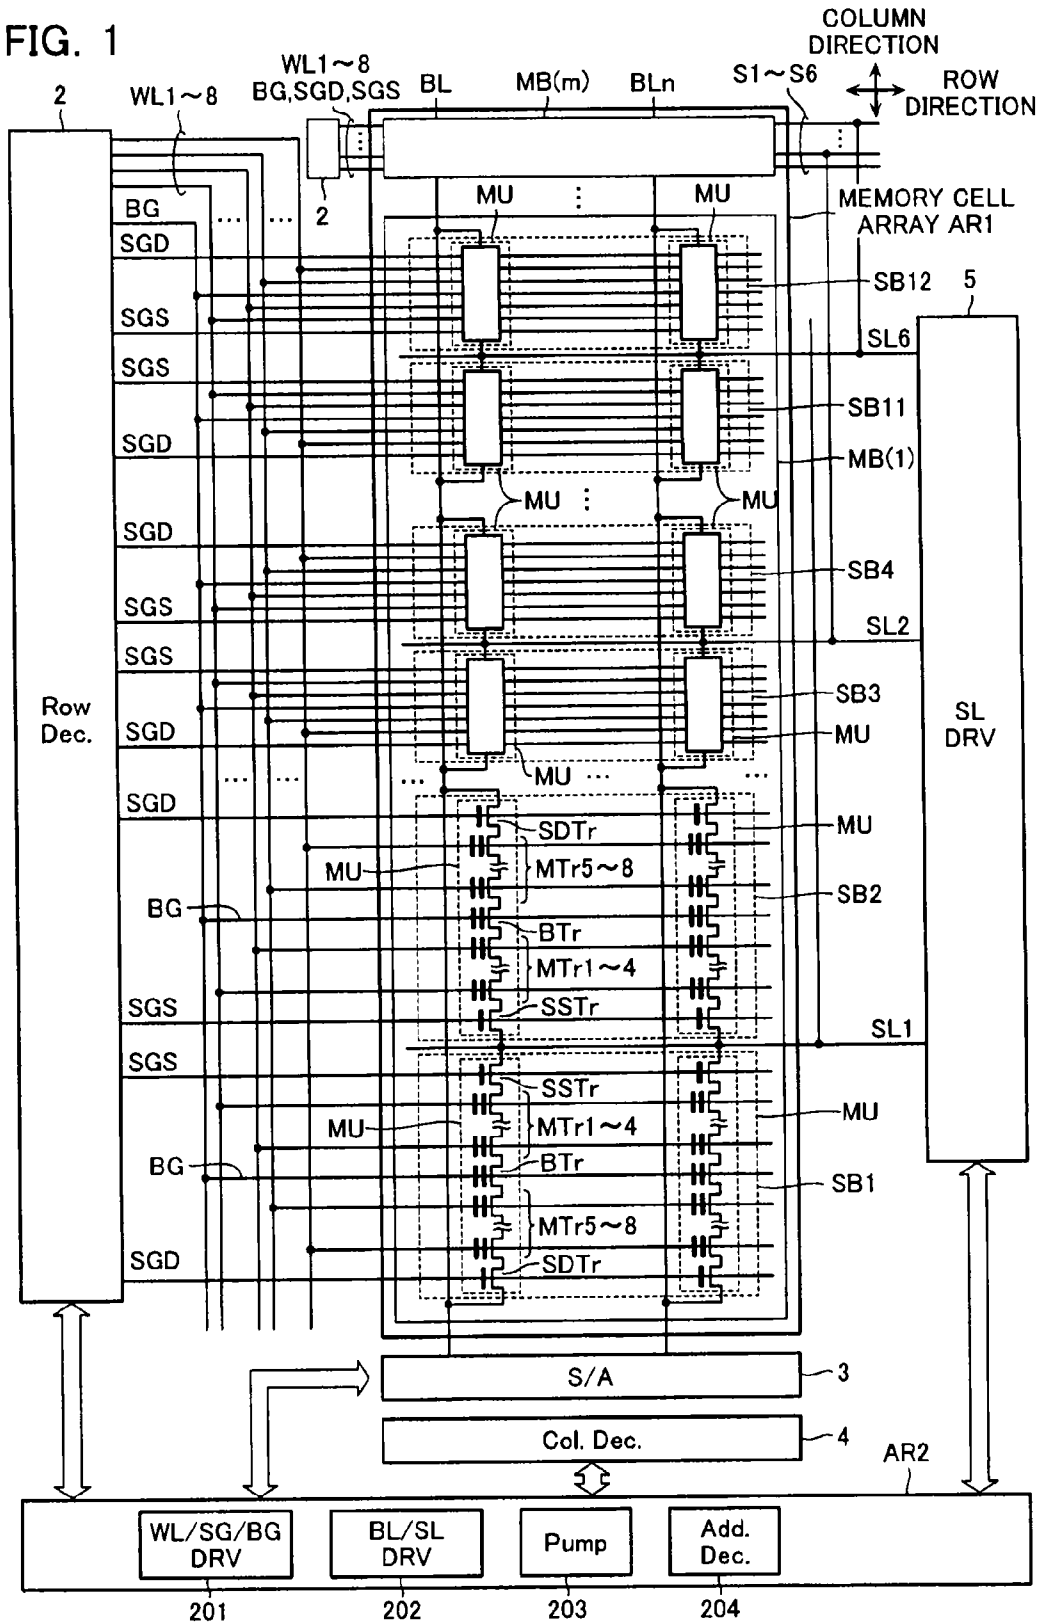 FIG. 1
COLUMN
DIRECTION
ROW
DIRECTION
2
WL1~8
WL1~8
BG,SGD,SGS
BL
MB(m)
BLn
S1~S6
2
MU
MU
MEMORY CELL
ARRAY AR1
BG
SGD
SB12
5
SGS
SL6
SGS
SB11
SGD
MB(1)
MU
MU
SGD
SB4
SGS
SL2
SGS
SB3
Row
Dec.
SL
DRV
SGD
MU
MU
SGD
SDTr
MU
MU
MTr5~8
SB2
BG
BTr
MTr1~4
SGS
SSTr
SL1
SGS
SSTr
MU
MTr1~4
MU
BG
BTr
SB1
MTr5~8
SGD
SDTr
S/A
3
Col. Dec.
4
AR2
WL/SG/BG
DRV
BL/SL
DRV
Pump
Add.
Dec.
201
202
203
204